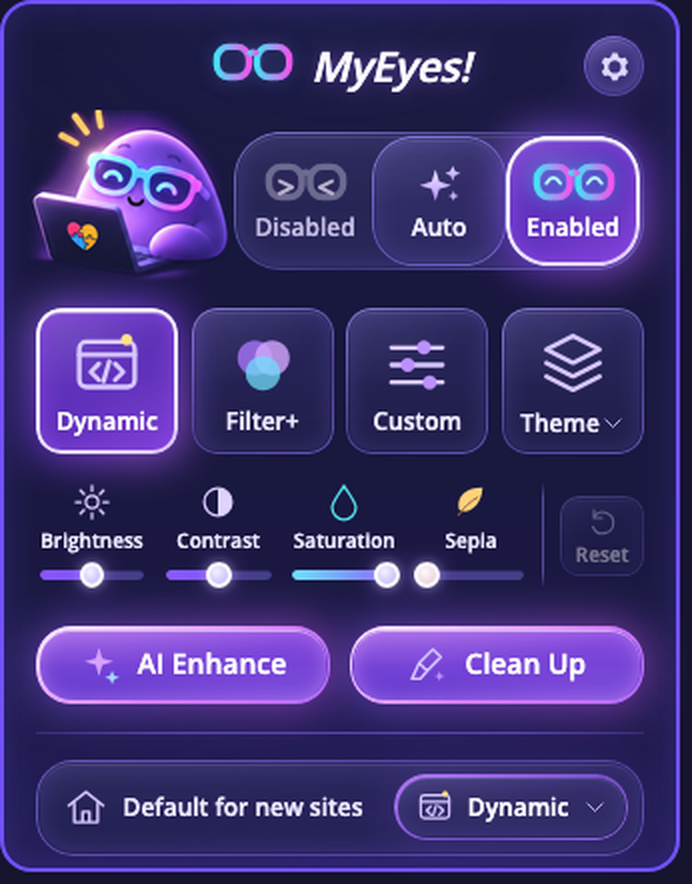 MyEyes!
Disabled
Auto
Enabled
Dynamic
Filter+
Custom
Theme
Brightness
Contrast
Saturation
Sepia
Reset
AI Enhance
Clean Up
Default for new sites
Dynamic